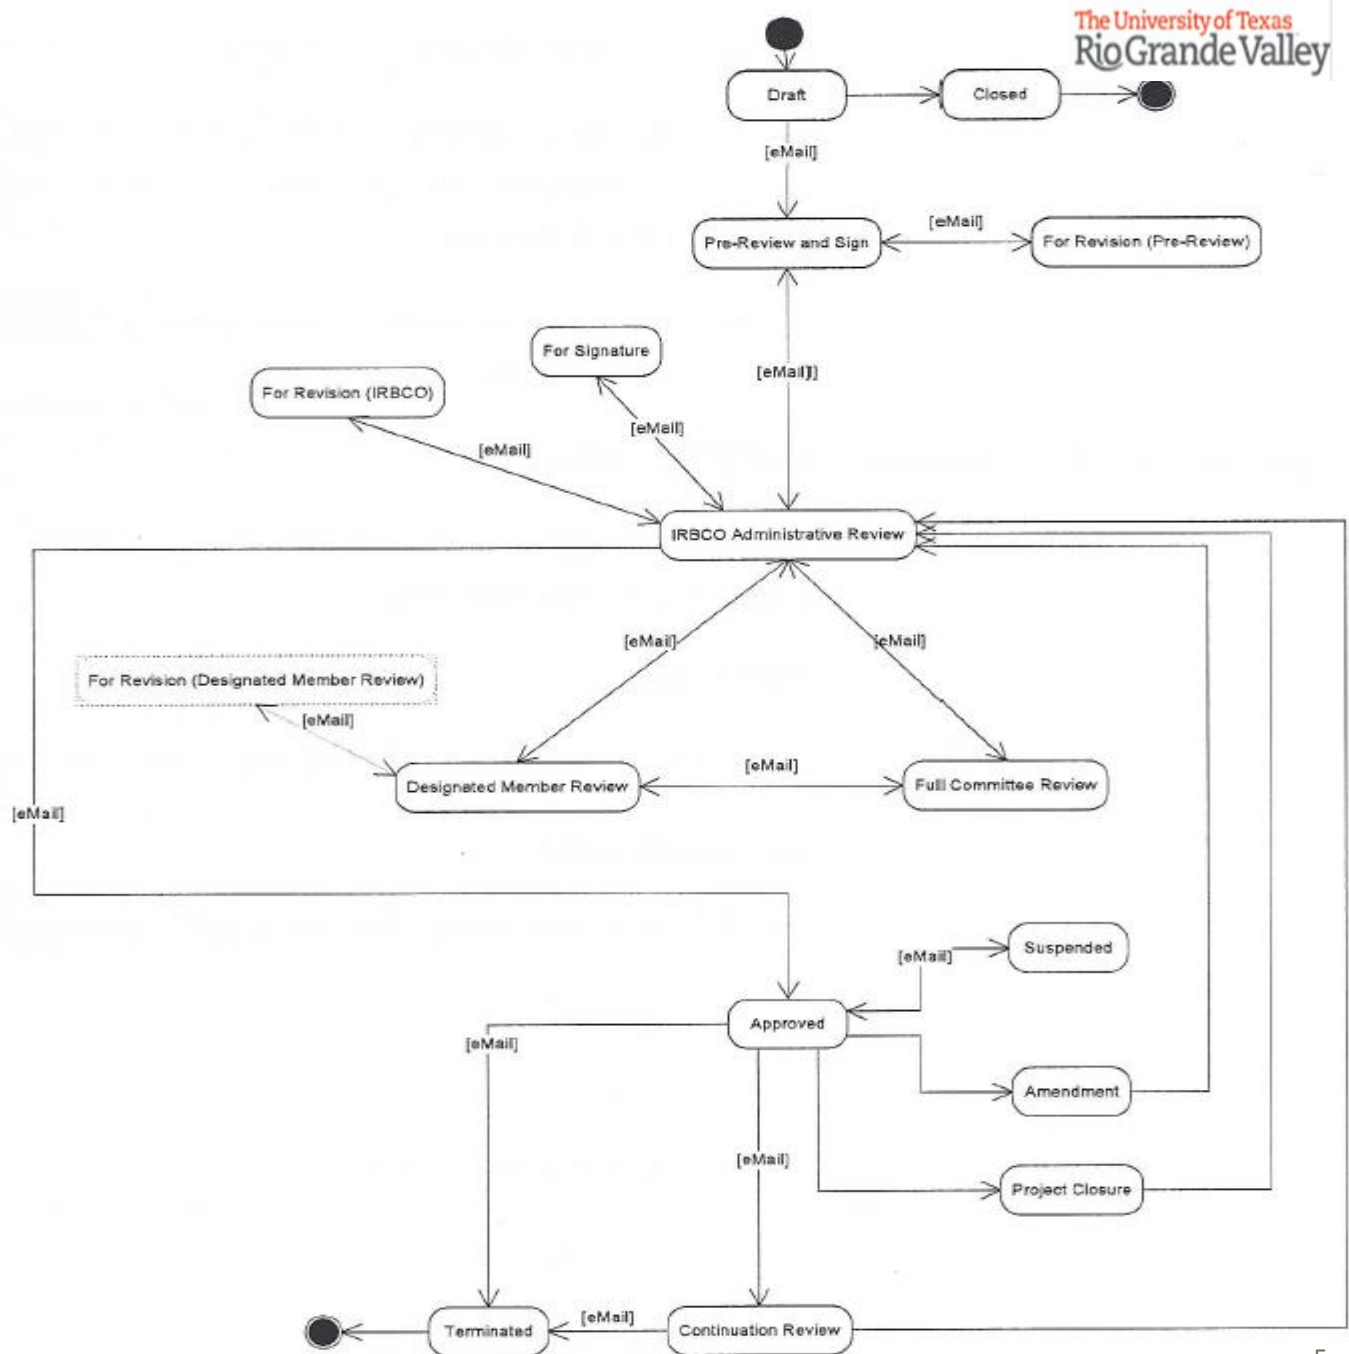 The University of Texas
Rio Grande Valley
Draft
Closed
[eMail]
Pre-Review and Sign
[eMail]
For Revision (Pre-Review)
For Signature
[eMail]]
For Revision (IRBCO)
[eMail]
[eMail]
IRBCO Administrative Review
[eMail]
[eMail]
For Revision (Designated Member Review)
[eMail]
Designated Member Review
[eMail]
Full Committee Review
[eMail]
Suspended
[eMail]
Approved
[eMail]
Amendment
[eMail]
Project Closure
Terminated
[eMail]
Continuation Review